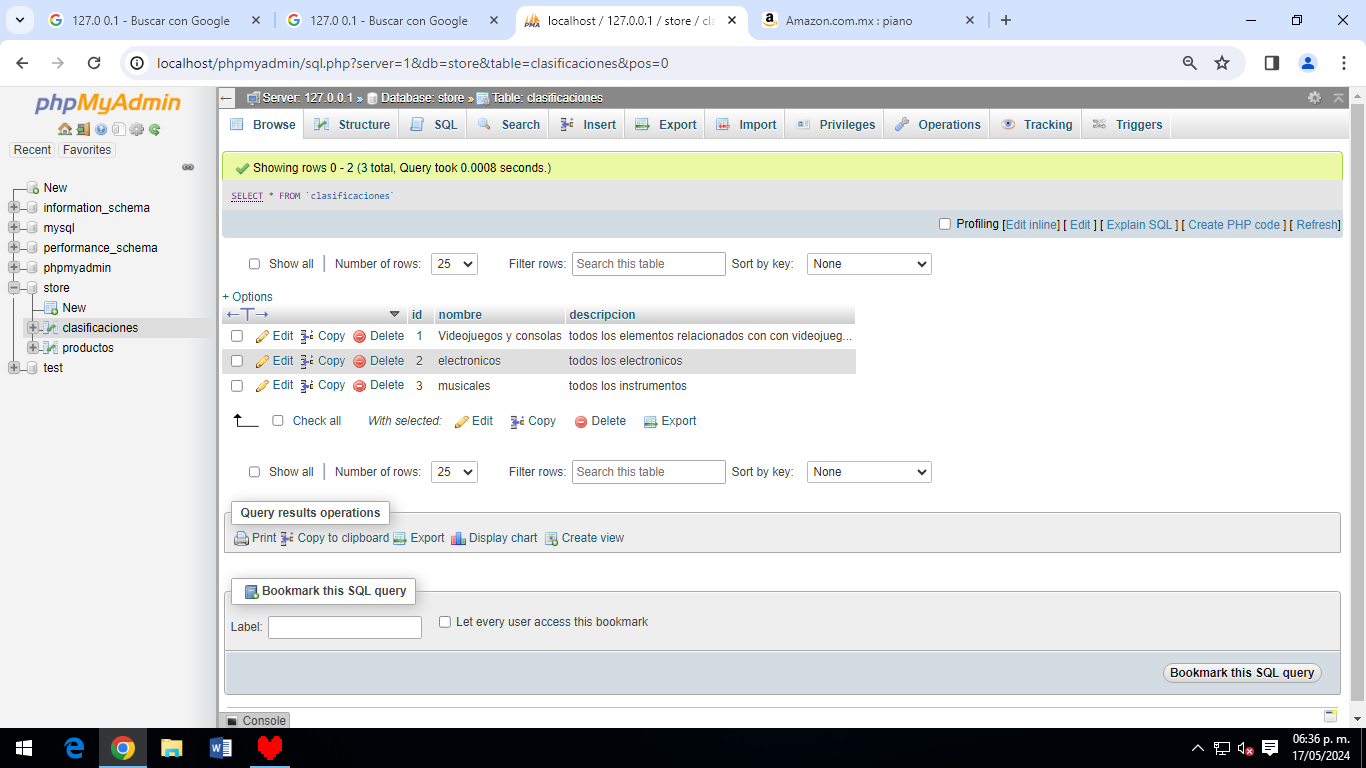 127.0 0.1 - Buscar con Google
127.0 0.1 - Buscar con Google
localhost / 127.0.0.1 / store / cla
Amazon.com.mx : piano
localhost/phpmyadmin/sql.php?server=1&db=store&table=clasificaciones&pos=0
phpMyAdmin
Recent Favorites
New
information_schema
mysql
performance_schema
phpmyadmin
store
New
clasificaciones
productos
test
Server: 127.0.0.1 » Database: store » Table: clasificaciones
Browse Structure SQL Search Insert Export Import Privileges Operations Tracking Triggers
Showing rows 0 - 2 (3 total, Query took 0.0008 seconds.)
SELECT * FROM `clasificaciones`
Profiling [Edit inline] [ Edit ] [ Explain SQL ] [ Create PHP code ] [ Refresh]
Show all | Number of rows: 25 Filter rows: Search this table Sort by key: None
+ Options
←T→ id nombre descripcion
Edit Copy Delete 1 Videojuegos y consolas todos los elementos relacionados con con videojueg...
Edit Copy Delete 2 electronicos todos los electronicos
Edit Copy Delete 3 musicales todos los instrumentos
Check all With selected: Edit Copy Delete Export
Show all | Number of rows: 25 Filter rows: Search this table Sort by key: None
Query results operations
Print Copy to clipboard Export Display chart Create view
Bookmark this SQL query
Label: Let every user access this bookmark
Bookmark this SQL query
Console
06:36 p. m.
17/05/2024